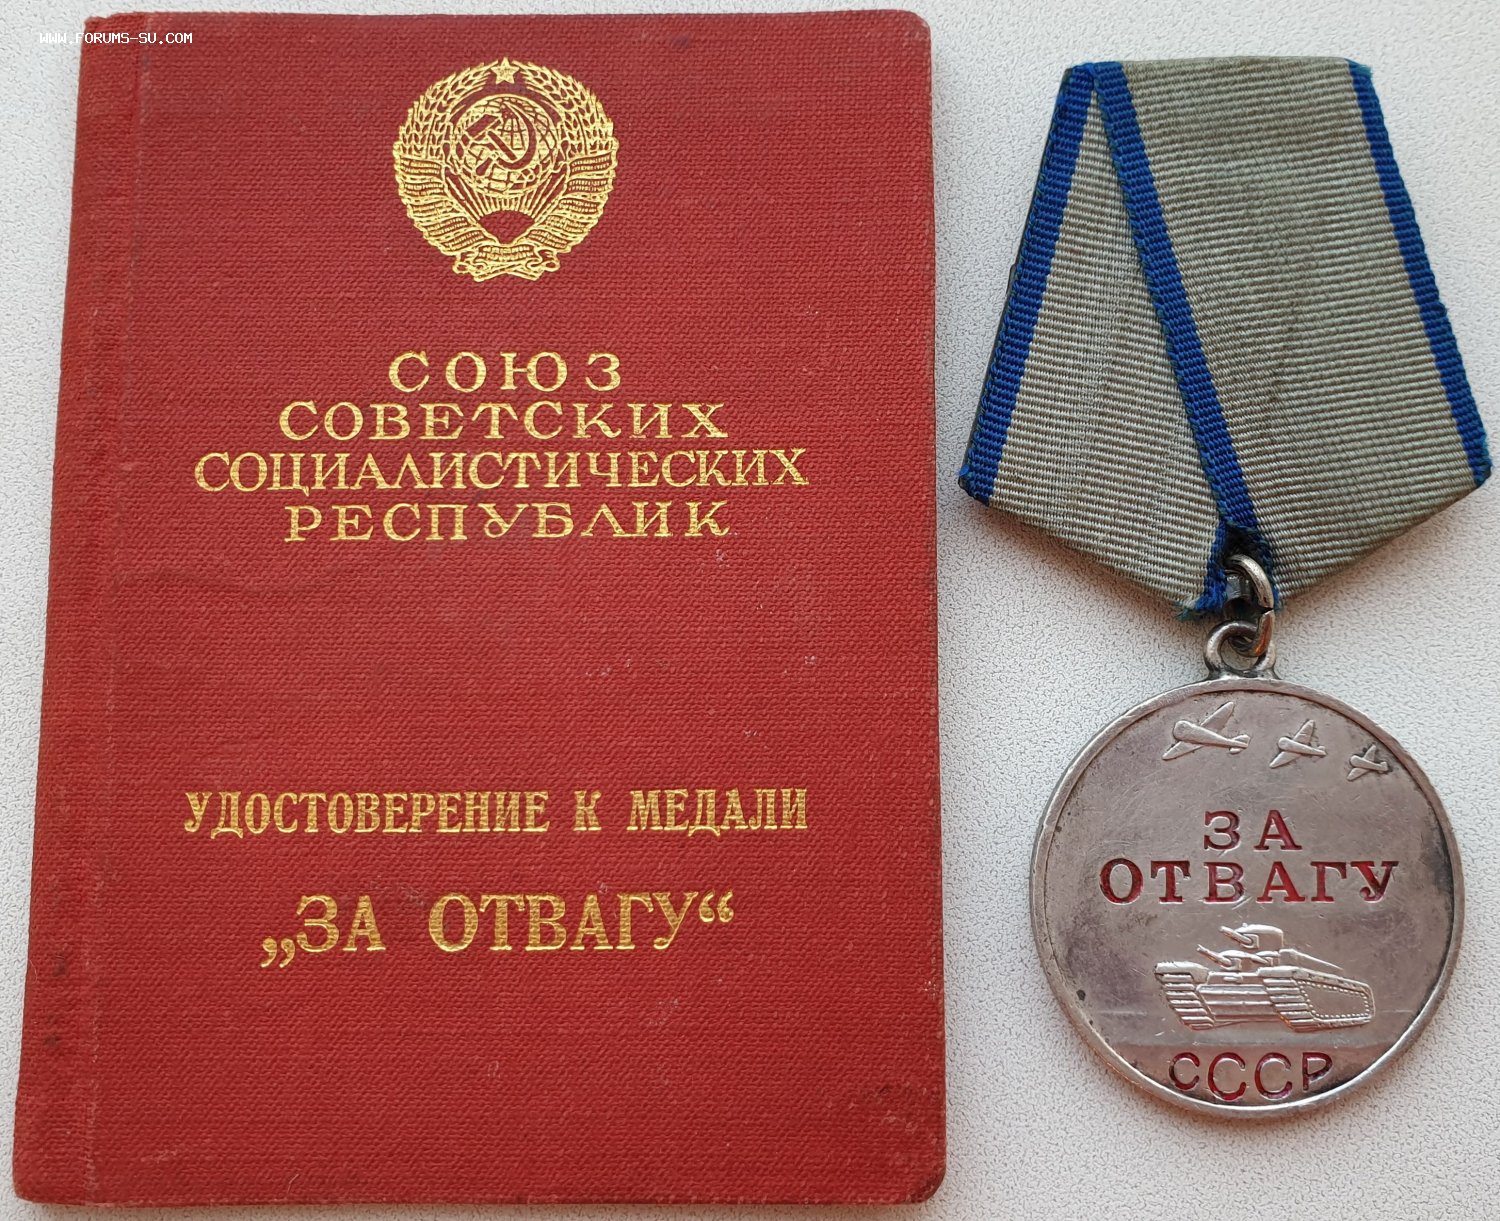 WWW.FORUMS-SU.COM
СОЮЗ
СОВЕТСКИХ
СОЦИАЛИСТИЧЕСКИХ
РЕСПУБЛИК
УДОСТОВЕРЕНИЕ К МЕДАЛИ
„ЗА ОТВАГУ“
ЗА
ОТВАГУ
СССР